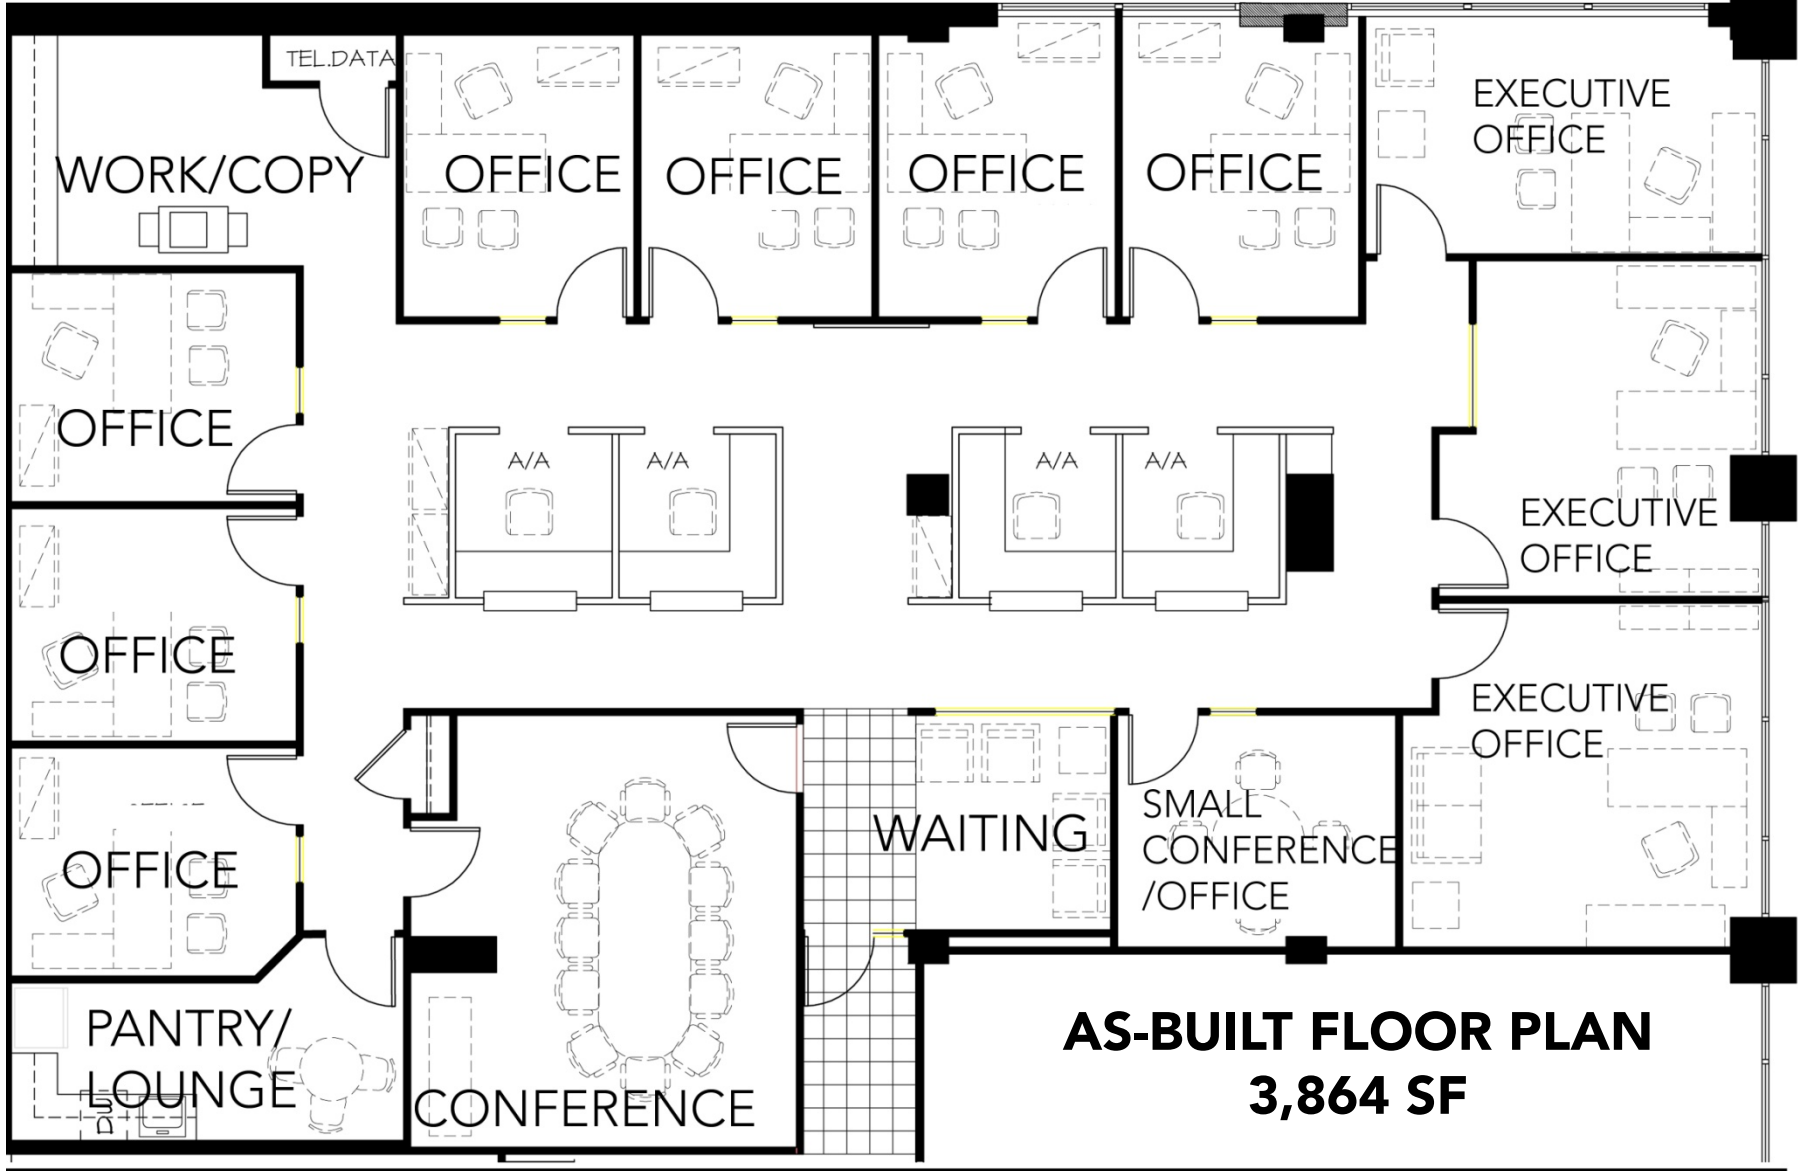 TEL.DATA
WORK/COPY
OFFICE
OFFICE
OFFICE
OFFICE
EXECUTIVE
OFFICE
OFFICE
A/A
A/A
A/A
A/A
EXECUTIVE
OFFICE
OFFICE
EXECUTIVE
OFFICE
OFFICE
WAITING
SMALL
CONFERENCE
/OFFICE
PANTRY/
LOUNGE
CONFERENCE
AS-BUILT FLOOR PLAN
3,864 SF